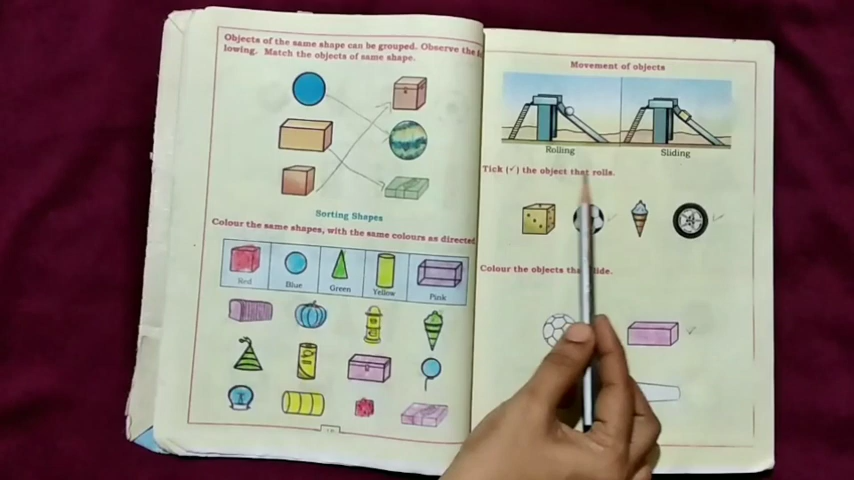 Objects of the same shape can be grouped. Observe the
lowing. Match the objects of same shape.
Sorting Shapes
Colour the same shapes, with the same colours as directed
Red
Blue
Green
Yellow
Pink
Movement of objects
Rolling
Sliding
Tick (✓) the object that rolls.
Colour the objects that slide.